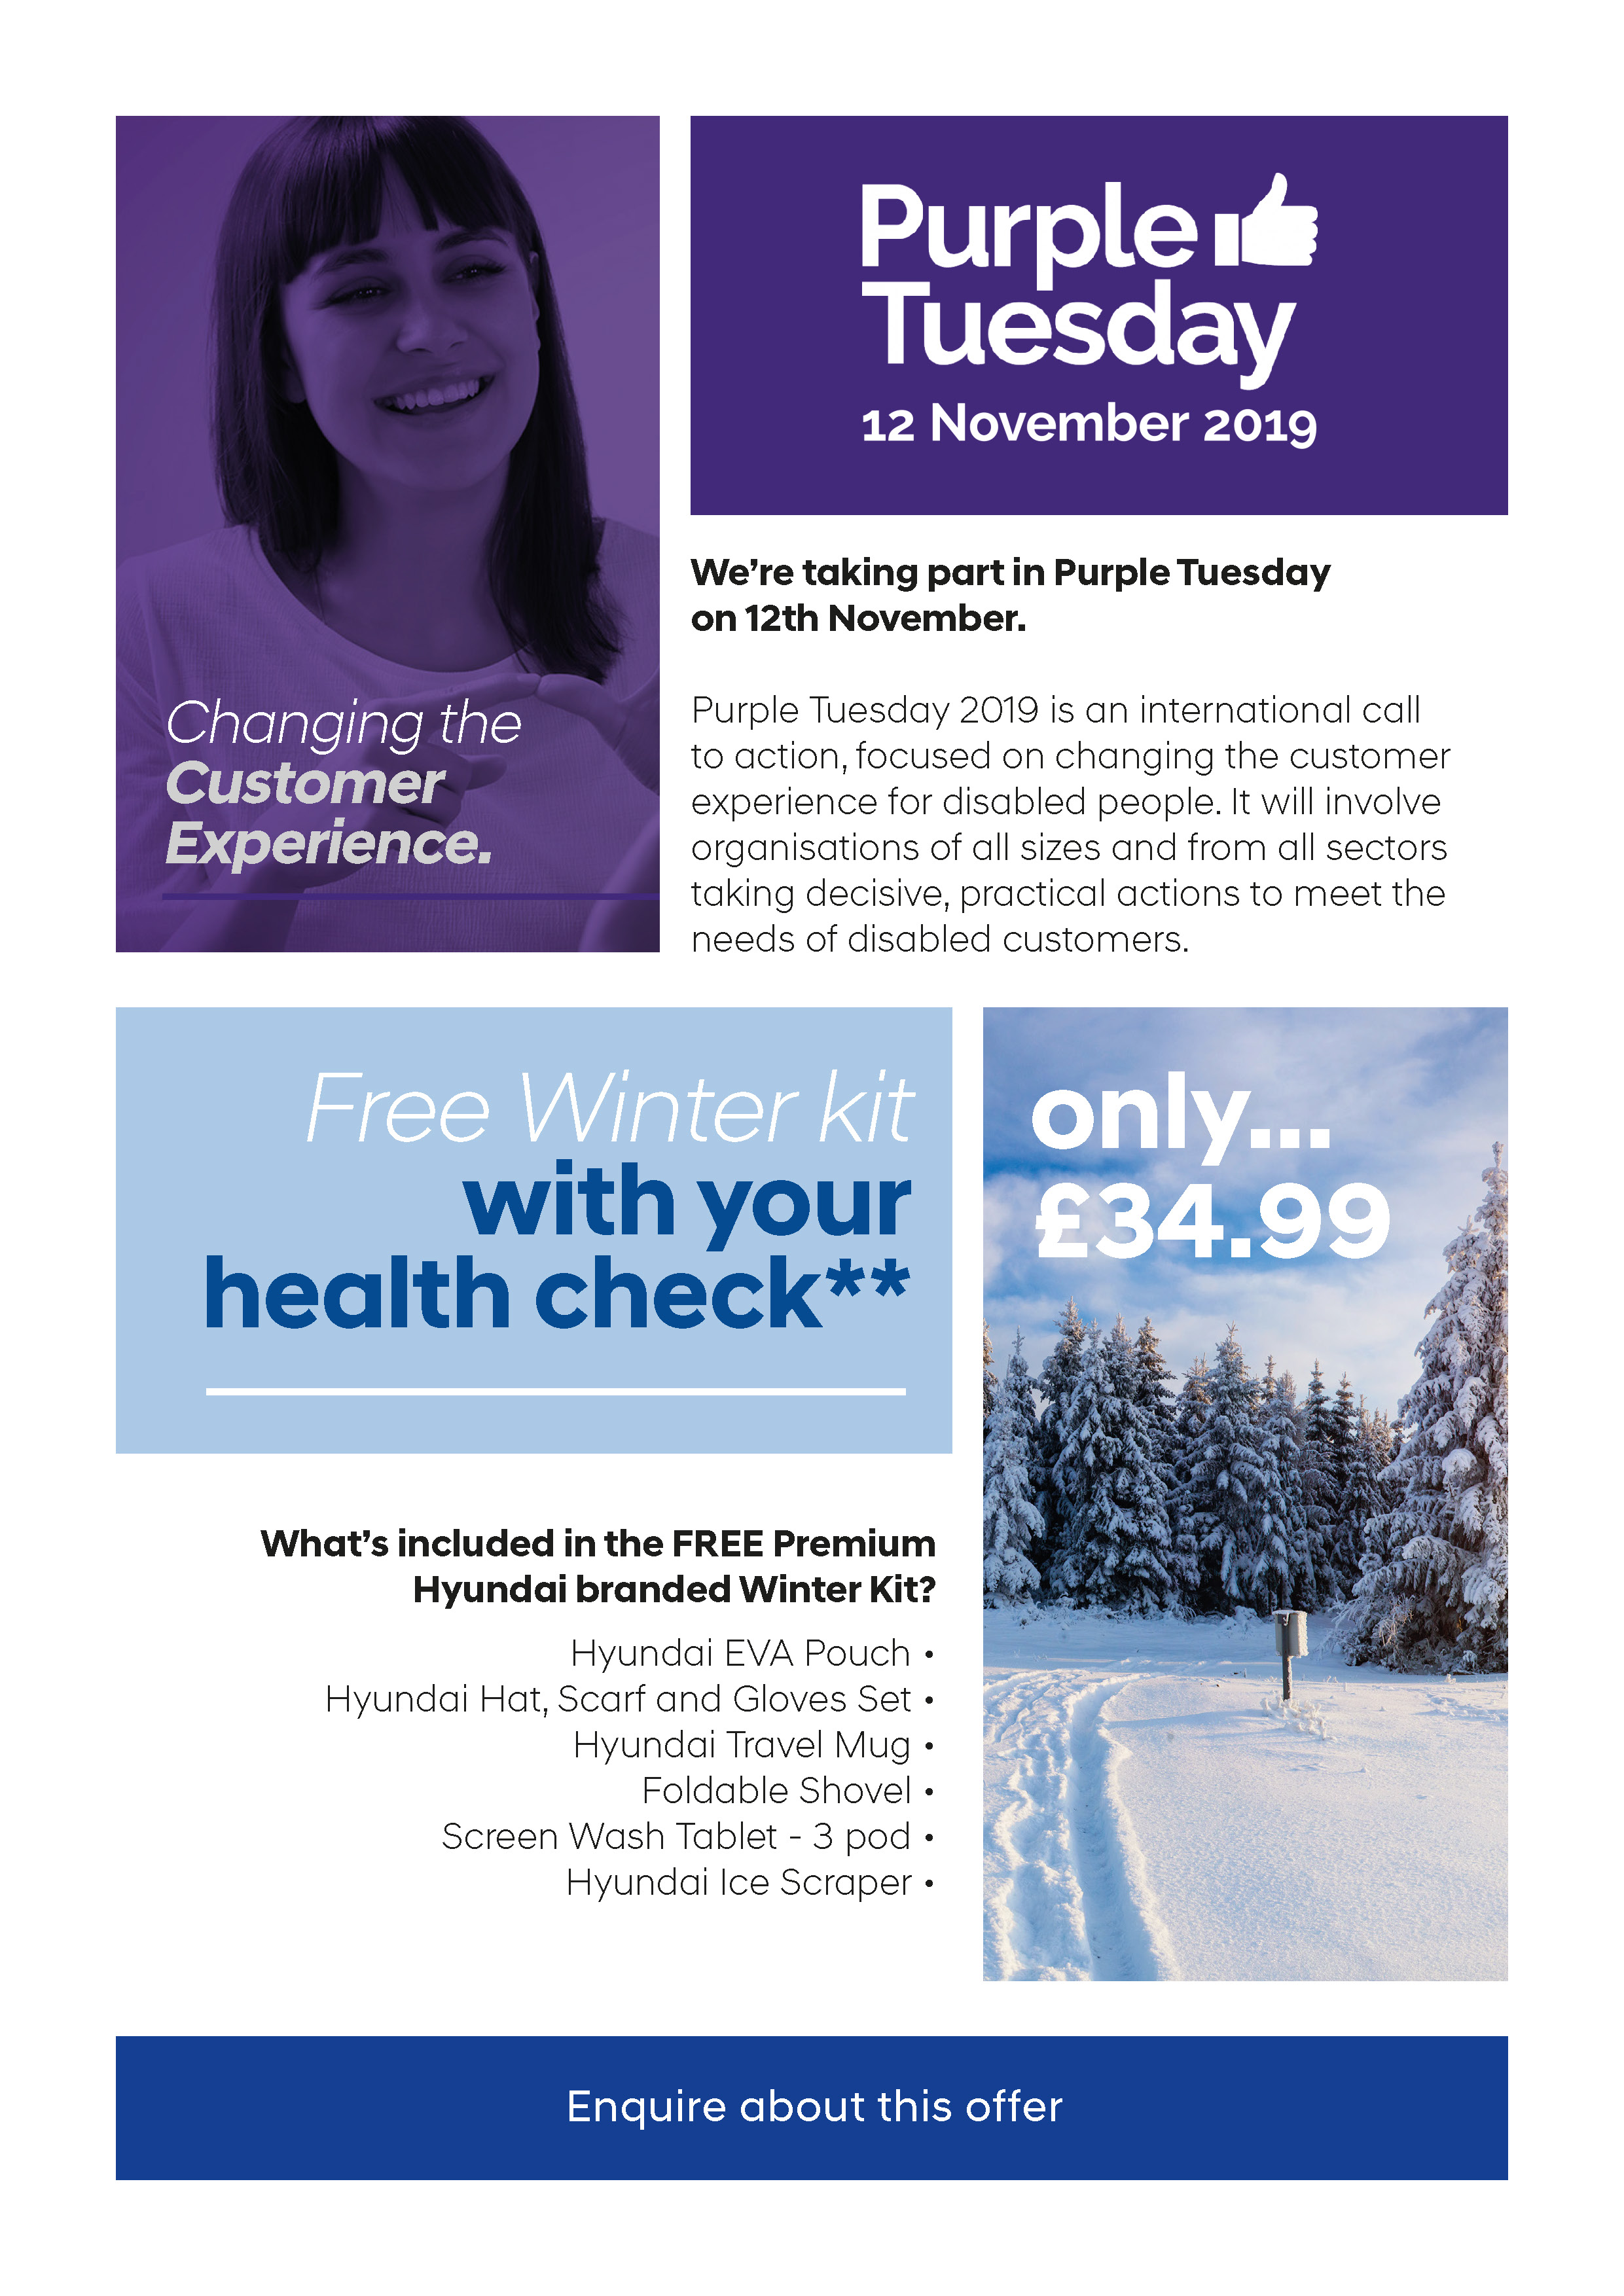 Changing the
Customer
Experience.
Purple
Tuesday
12 November 2019
We’re taking part in Purple Tuesday
on 12th November.
Purple Tuesday 2019 is an international call
to action, focused on changing the customer
experience for disabled people. It will involve
organisations of all sizes and from all sectors
taking decisive, practical actions to meet the
needs of disabled customers.
Free Winter kit
with your
health check**
only...
£34.99
What’s included in the FREE Premium
Hyundai branded Winter Kit?
Hyundai EVA Pouch •
Hyundai Hat, Scarf and Gloves Set •
Hyundai Travel Mug •
Foldable Shovel •
Screen Wash Tablet - 3 pod •
Hyundai Ice Scraper •
Enquire about this offer